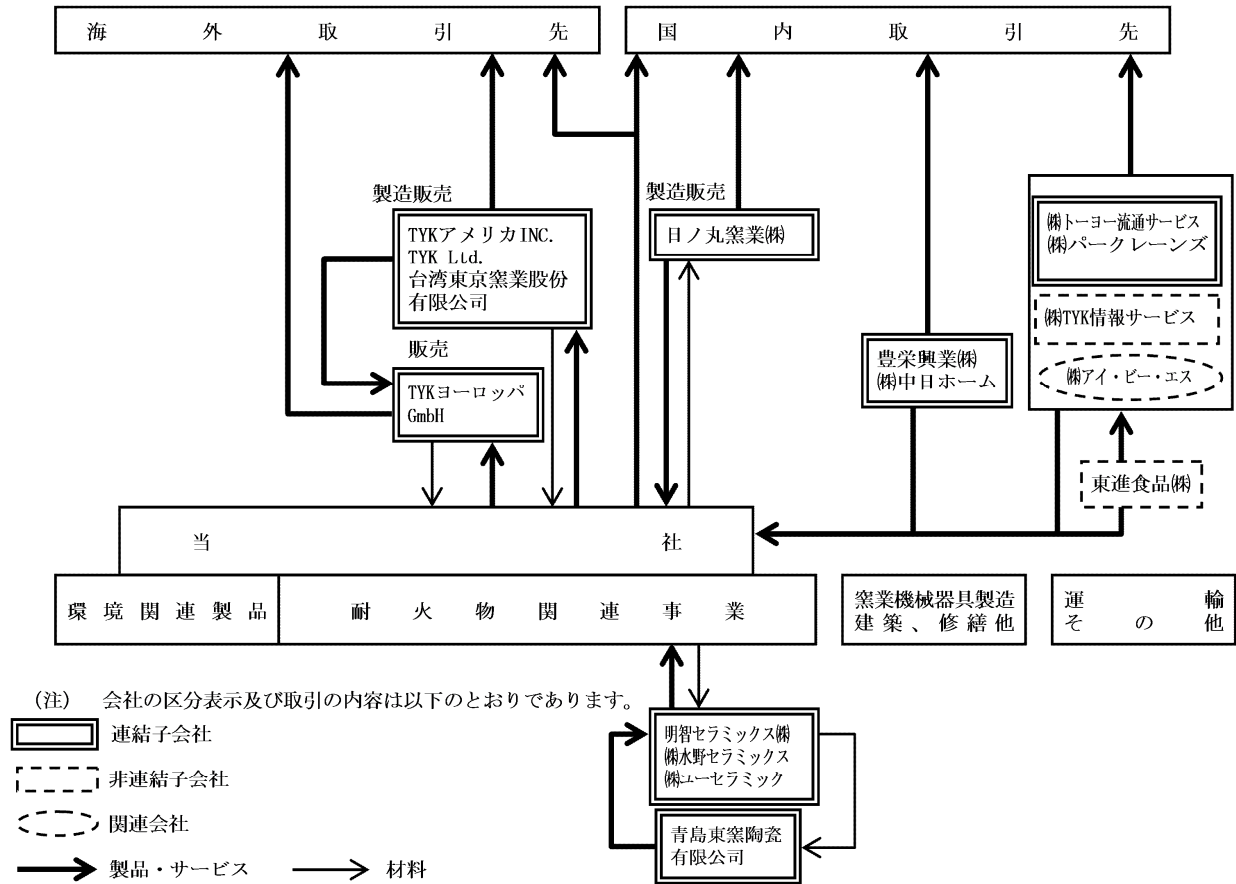 海外取引先
国内取引先
製造販売
TYKアメリカINC.
TYK Ltd.
台湾東京窯業股份
有限公司
製造販売
日ノ丸窯業㈱
㈱トーヨー流通サービス
㈱パークレーンズ
㈱TYK情報サービス
㈱アイ・ビー・エス
豊栄興業㈱
㈱中日ホーム
販売
TYKヨーロッパ
GmbH
東進食品㈱
当社
環境関連製品
耐火物関連事業
窯業機械器具製造
建築、修繕他
運輸
その他
(注) 会社の区分表示及び取引の内容は以下のとおりであります。
連結子会社
非連結子会社
関連会社
製品・サービス
材料
明智セラミックス㈱
㈱水野セラミックス
㈱ユーセラミック
青島東窯陶瓷
有限公司